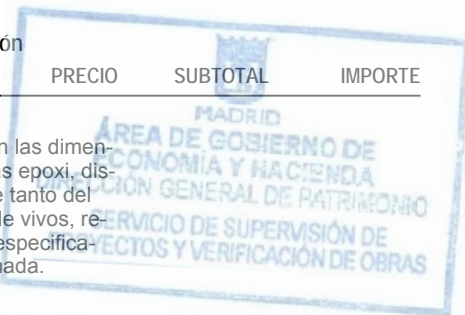 ón
PRECIO SUBTOTAL IMPORTE
MADRID
ÁREA DE GOBIERNO DE
ECONOMÍA Y HACIENDA
DIRECCIÓN GENERAL DE PATRIMONIO
SERVICIO DE SUPERVISIÓN DE
PROYECTOS Y VERIFICACIÓN DE OBRAS
n las dimen-
as epoxi, dis-
e tanto del
de vivos, re-
especifica-
nada.